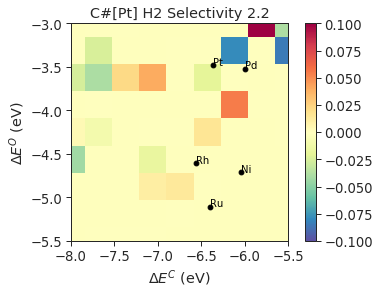 C#[Pt] H2 Selectivity 2.2
−3.0
−3.5
−4.0
−4.5
−5.0
−5.5
ΔE^O (eV)
Pt
Pd
Rh
Ni
Ru
−8.0 −7.5 −7.0 −6.5 −6.0 −5.5
ΔE^C (eV)
0.100
0.075
0.050
0.025
0.000
−0.025
−0.050
−0.075
−0.100